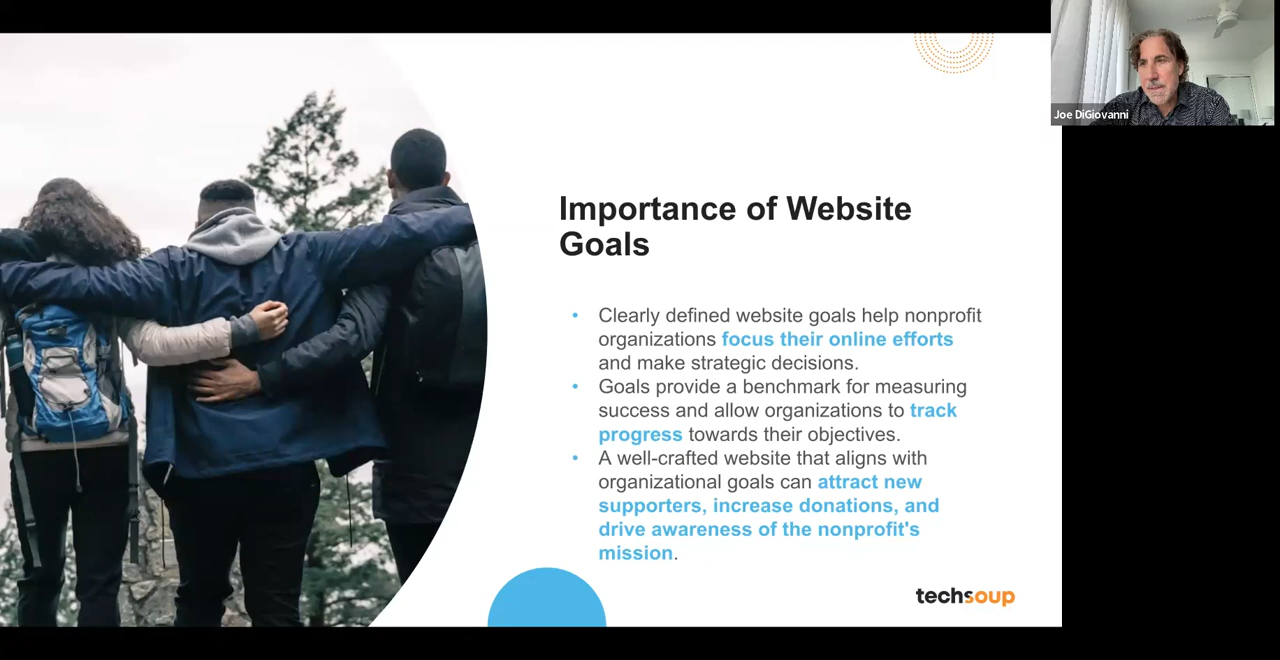 Joe DiGiovanni
Importance of Website
Goals
• Clearly defined website goals help nonprofit
organizations focus their online efforts
and make strategic decisions.
• Goals provide a benchmark for measuring
success and allow organizations to track
progress towards their objectives.
• A well-crafted website that aligns with
organizational goals can attract new
supporters, increase donations, and
drive awareness of the nonprofit's
mission.
techsoup